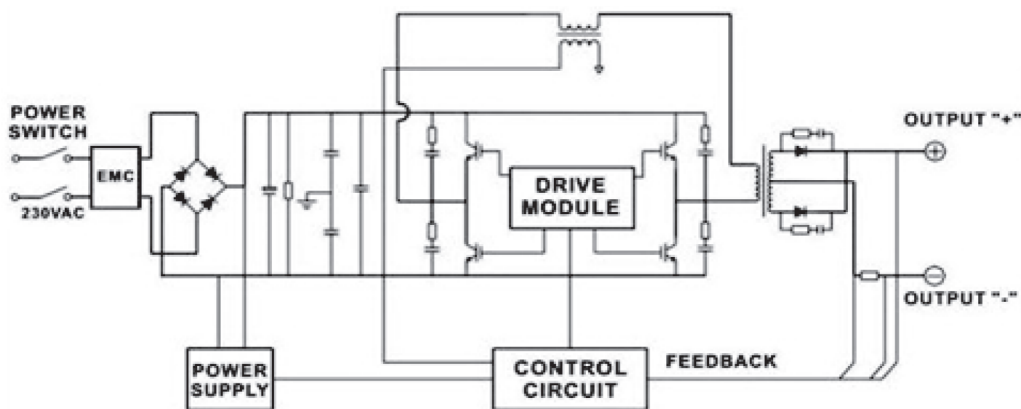 POWER
SWITCH
EMC
230VAC
DRIVE
MODULE
OUTPUT "+"
OUTPUT "-"
POWER
SUPPLY
CONTROL
CIRCUIT
FEEDBACK